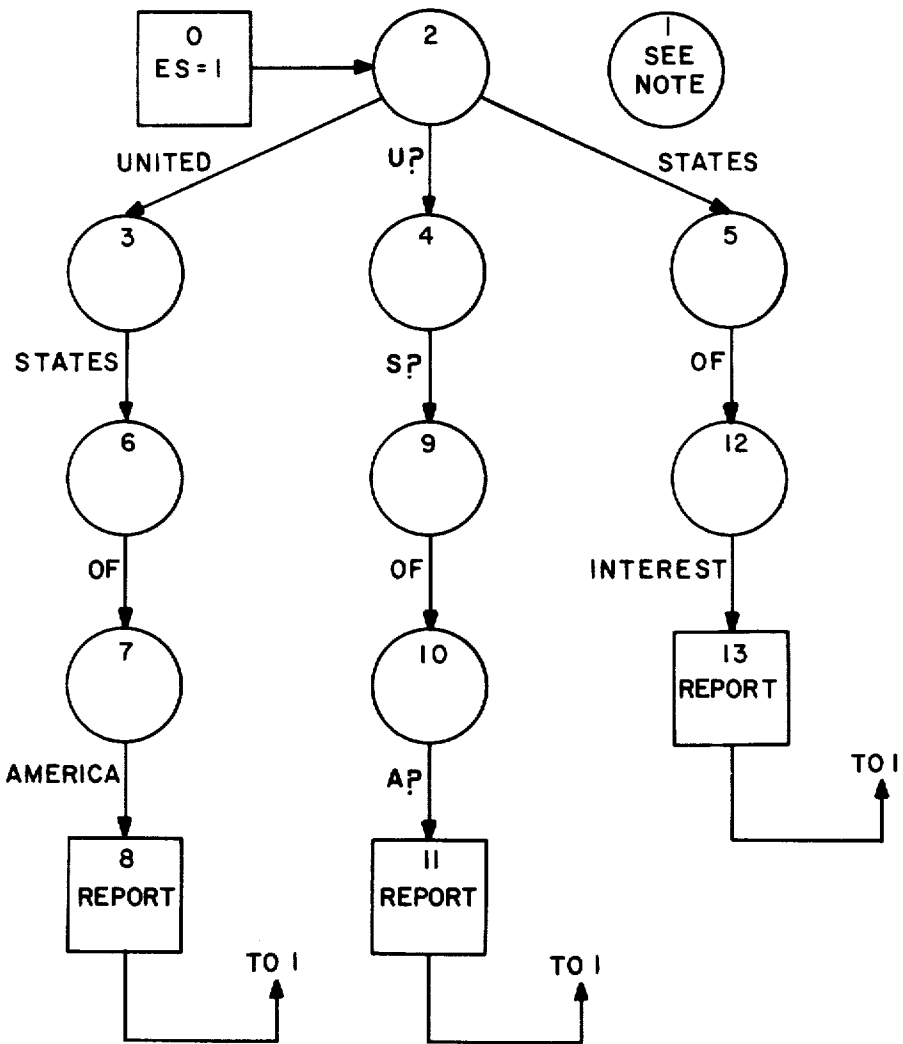 0
ES=1
2
1
SEE
NOTE
UNITED
U?
STATES
3
4
5
STATES
S?
OF
6
9
12
OF
OF
INTEREST
7
10
13
REPORT
AMERICA
A?
TO 1
8
REPORT
11
REPORT
TO 1
TO 1